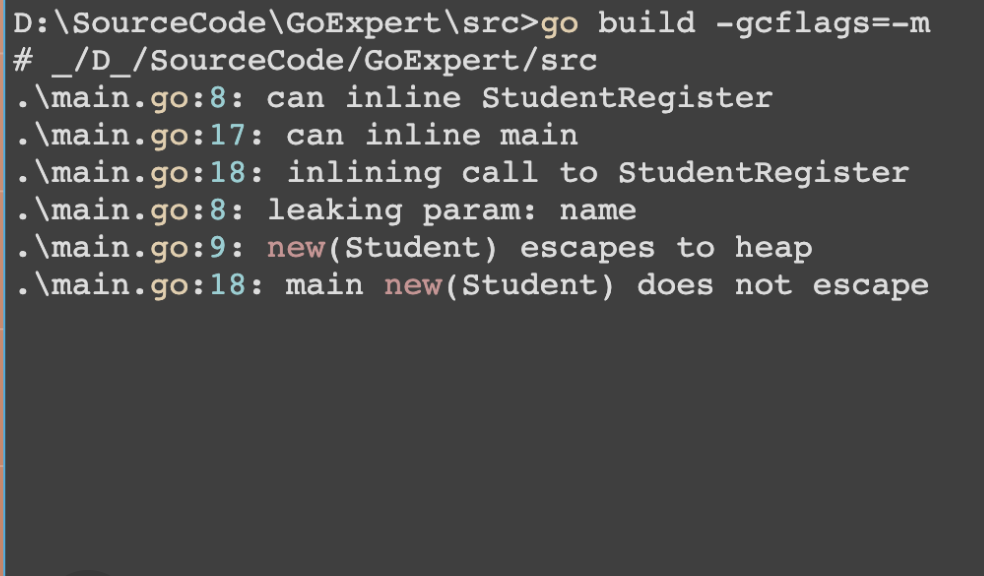 D:\SourceCode\GoExpert\src>go build -gcflags=-m
# _/D_/SourceCode/GoExpert/src
.\main.go:8: can inline StudentRegister
.\main.go:17: can inline main
.\main.go:18: inlining call to StudentRegister
.\main.go:8: leaking param: name
.\main.go:9: new(Student) escapes to heap
.\main.go:18: main new(Student) does not escape